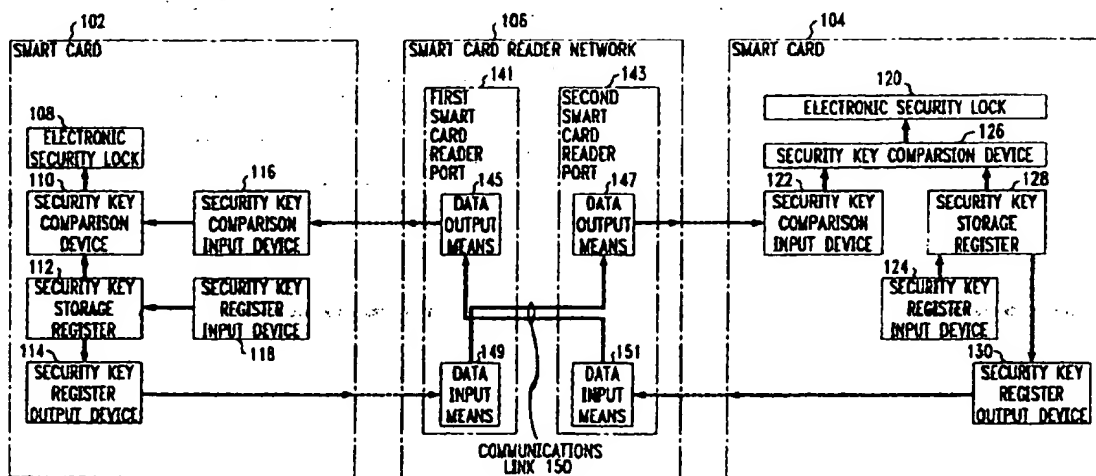 102
SMART CARD
108
ELECTRONIC
SECURITY LOCK
110
SECURITY KEY
COMPARISON
DEVICE
116
SECURITY KEY
COMPARISON
INPUT DEVICE
112
SECURITY KEY
STORAGE
REGISTER
SECURITY KEY
REGISTER
INPUT DEVICE
118
114
SECURITY KEY
REGISTER
OUTPUT DEVICE
106
SMART CARD READER NETWORK
141
FIRST
SMART
CARD
READER
PORT
143
SECOND
SMART
CARD
READER
PORT
145
DATA
OUTPUT
MEANS
147
DATA
OUTPUT
MEANS
149
DATA
INPUT
MEANS
151
DATA
INPUT
MEANS
COMMUNICATIONS
LINK 150
104
SMART CARD
120
ELECTRONIC SECURITY LOCK
126
SECURITY KEY COMPARSION DEVICE
122
SECURITY KEY
COMPARISON
INPUT DEVICE
128
SECURITY KEY
STORAGE
REGISTER
124
SECURITY KEY
REGISTER
INPUT DEVICE
130
SECURITY KEY
REGISTER
OUTPUT DEVICE